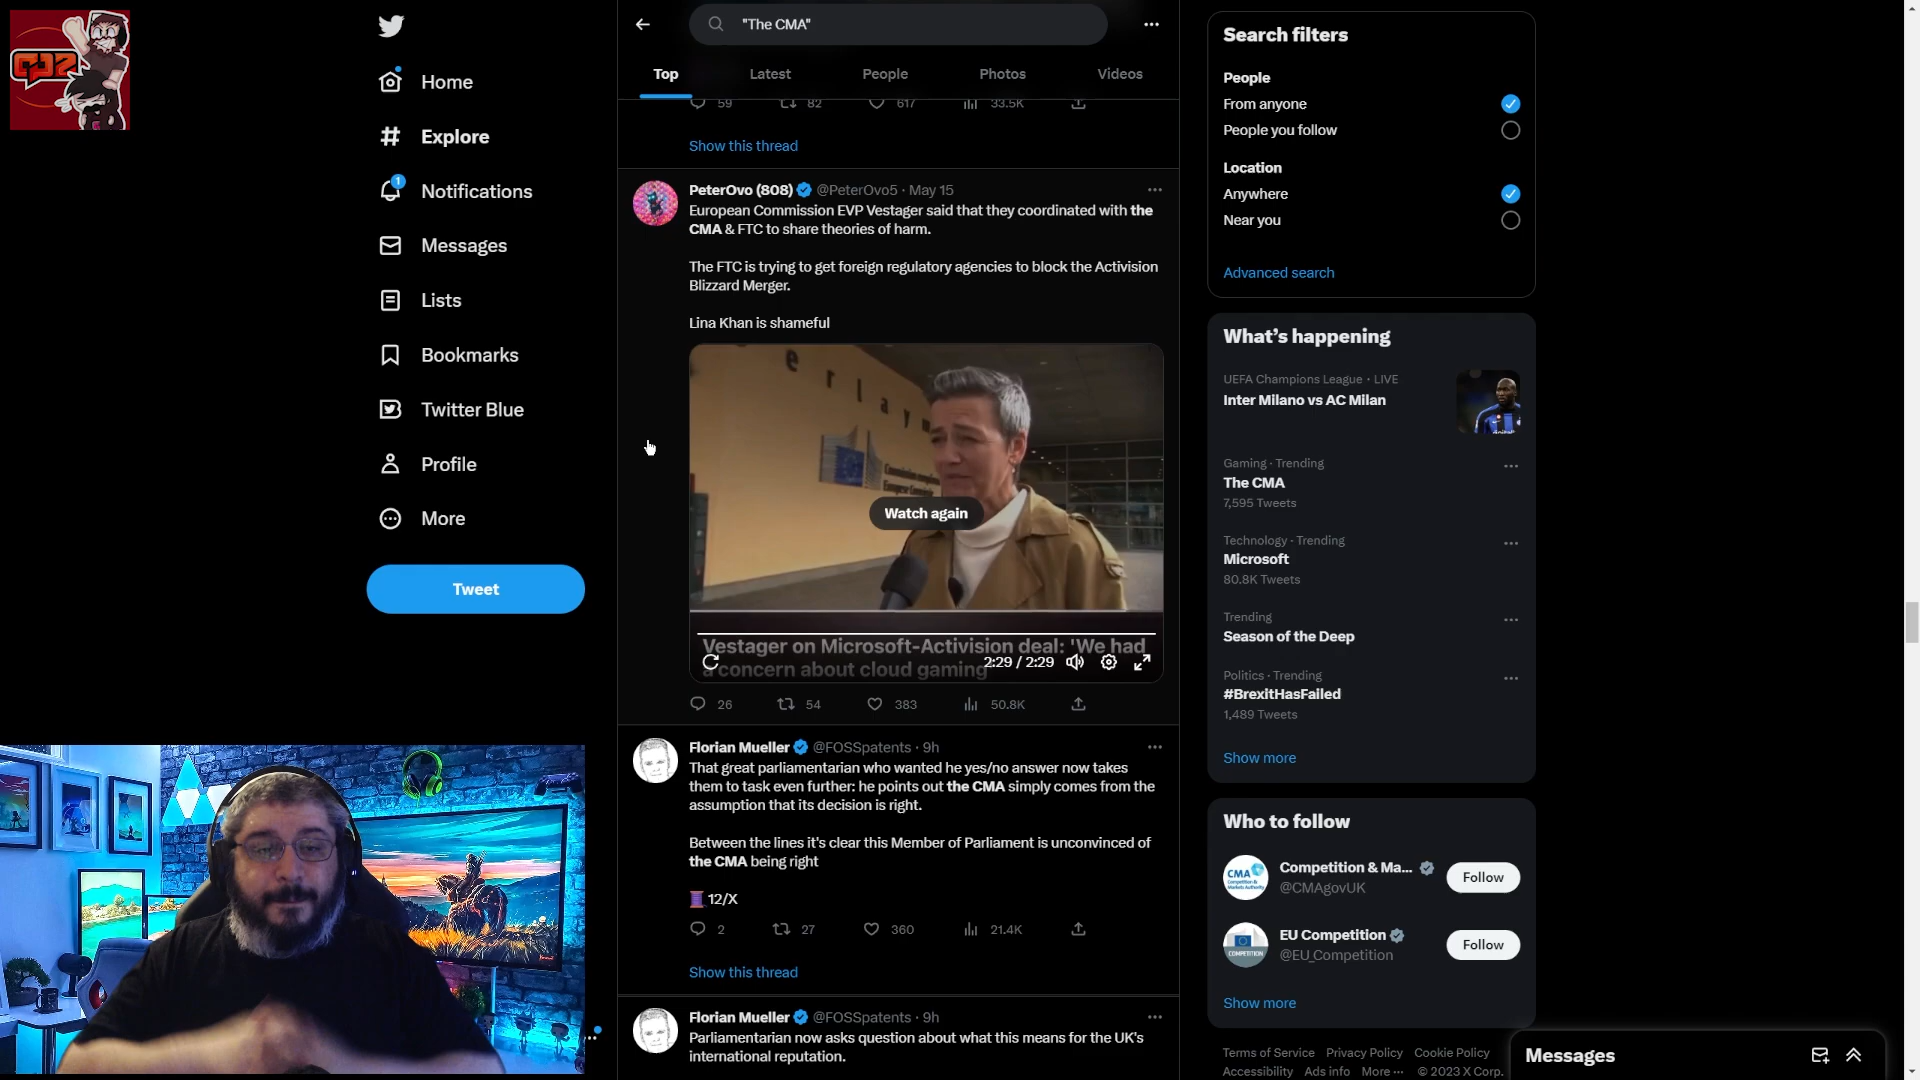 "The CMA"
Top
Latest
People
Photos
Videos
Home
Explore
1
Notifications
Messages
Lists
Bookmarks
Twitter Blue
Profile
More
Tweet
59 82 617 33.5K
Show this thread
PeterOvo (808) @PeterOvo5 · May 15
European Commission EVP Vestager said that they coordinated with the
CMA & FTC to share theories of harm.
The FTC is trying to get foreign regulatory agencies to block the Activision
Blizzard Merger.
Lina Khan is shameful
Watch again
Vestager on Microsoft-Activision deal: 'We had
a concern about cloud gaming
2:29 / 2:29
26 54 383 50.8K
Florian Mueller @FOSSpatents · 9h
That great parliamentarian who wanted he yes/no answer now takes
them to task even further: he points out the CMA simply comes from the
assumption that its decision is right.
Between the lines it's clear this Member of Parliament is unconvinced of
the CMA being right
12/X
2 27 360 21.4K
Show this thread
Florian Mueller @FOSSpatents · 9h
Parliamentarian now asks question about what this means for the UK's
international reputation.
Search filters
People
From anyone
People you follow
Location
Anywhere
Near you
Advanced search
What's happening
UEFA Champions League · LIVE
Inter Milano vs AC Milan
Gaming · Trending
The CMA
7,595 Tweets
Technology · Trending
Microsoft
80.8K Tweets
Trending
Season of the Deep
Politics · Trending
#BrexitHasFailed
1,489 Tweets
Show more
Who to follow
CMA
Competition & Ma...
@CMAgovUK
Follow
EU Competition
@EU_Competition
Follow
Show more
Terms of Service Privacy Policy Cookie Policy
Accessibility Ads info More ··· © 2023 X Corp.
Messages